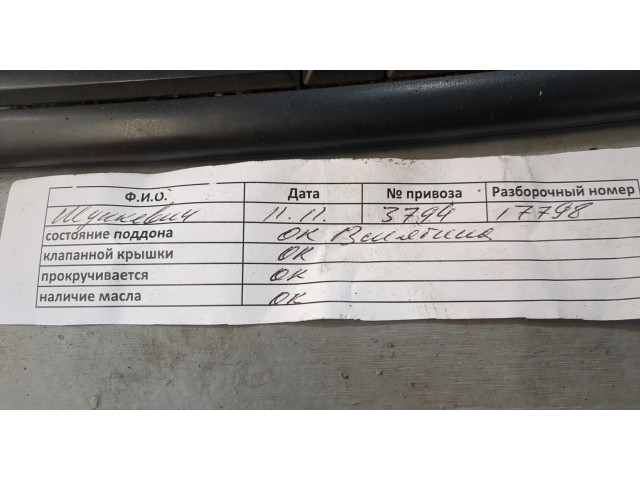 Ф.И.О. Дата № привоза Разборочный номер
Шушкевич 11.11. 3794 17798
состояние поддона ок Вмятина
клапанной крышки ок
прокручивается ок
наличие масла ок